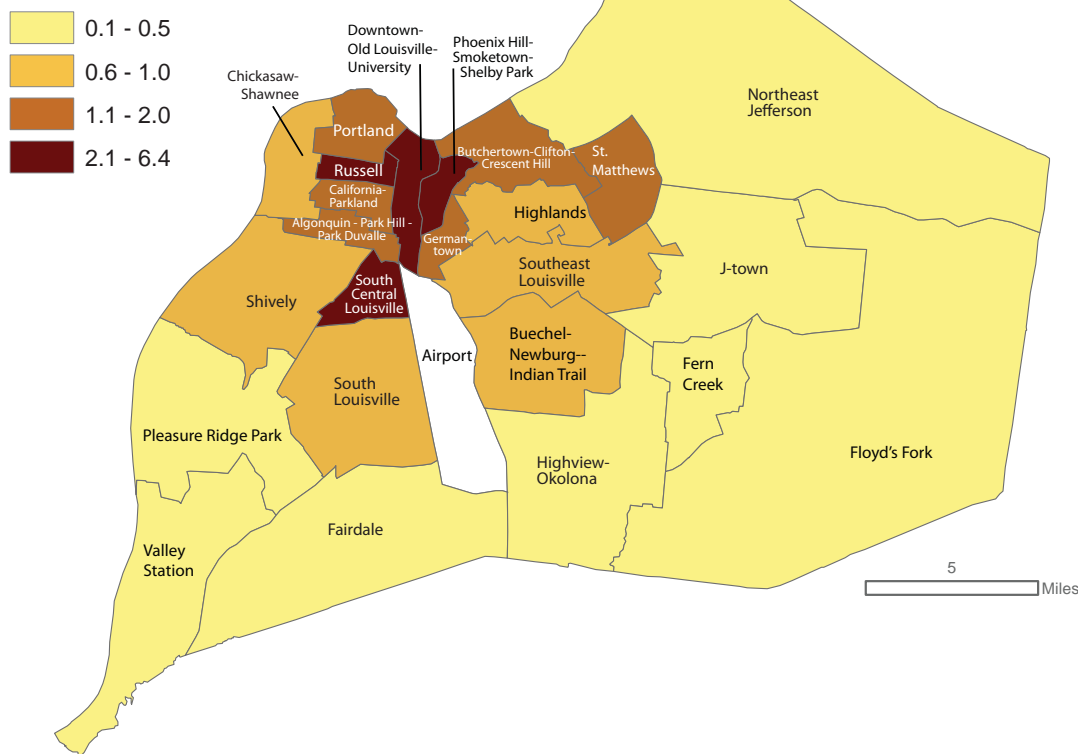 0.1 - 0.5
0.6 - 1.0
1.1 - 2.0
2.1 - 6.4
Downtown-
Old Louisville-
University
Phoenix Hill-
Smoketown-
Shelby Park
Chickasaw-
Shawnee
Northeast
Jefferson
Portland
Butchertown-Clifton-
Crescent Hill
St.
Matthews
Russell
California-
Parkland
Algonquin - Park Hill -
Park Duvalle
Highlands
German-
town
Southeast
Louisville
J-town
South
Central
Louisville
Shively
Buechel-
Newburg--
Indian Trail
Airport
Fern
Creek
South
Louisville
Pleasure Ridge Park
Floyd's Fork
Highview-
Okolona
Fairdale
Valley
Station
5
Miles